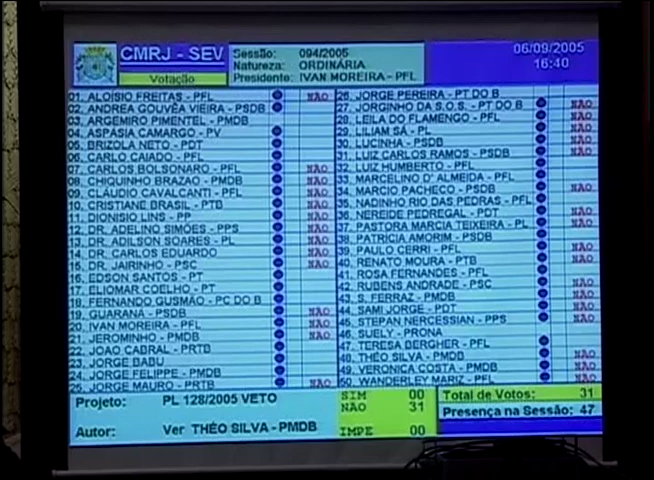 CMRJ - SEV
Votação
Sessão: 094/2005
Natureza: ORDINÁRIA
Presidente: IVAN MOREIRA - PFL
06/09/2005
16:40
01. ALOÍSIO FREITAS - PFL NÃO
02. ANDREA GOUVÊA VIEIRA - PSDB
03. ARGEMIRO PIMENTEL - PMDB
04. ASPÁSIA CAMARGO - PV
05. BRIZOLA NETO - PDT
06. CARLO CAIADO - PFL
07. CARLOS BOLSONARO - PFL NÃO
08. CHIQUINHO BRAZÃO - PMDB NÃO
09. CLÁUDIO CAVALCANTI - PFL NÃO
10. CRISTIANE BRASIL - PTB NÃO
11. DIONÍSIO LINS - PP NÃO
12. DR. ADELINO SIMÕES - PPS NÃO
13. DR. ADILSON SOARES - PL NÃO
14. DR. CARLOS EDUARDO NÃO
15. DR. JAIRINHO - PSC NÃO
16. EDSON SANTOS - PT
17. ELIOMAR COELHO - PT
18. FERNANDO GUSMÃO - PC DO B
19. GUARANÁ - PSDB NÃO
20. IVAN MOREIRA - PFL NÃO
21. JEROMINHO - PMDB NÃO
22. JOÃO CABRAL - PRTB
23. JORGE BABU
24. JORGE FELIPPE - PMDB
25. JORGE MAURO - PRTB NÃO
26. JORGE PEREIRA - PT DO B
27. JORGINHO DA S.O.S. - PT DO B NÃO
28. LEILA DO FLAMENGO - PFL NÃO
29. LILIAM SÁ - PL NÃO
30. LUCINHA - PSDB NÃO
31. LUIZ CARLOS RAMOS - PSDB NÃO
32. LUIZ HUMBERTO - PFL
33. MARCELINO D' ALMEIDA - PFL
34. MARCIO PACHECO - PSDB NÃO
35. NADINHO RIO DAS PEDRAS - PFL
36. NEREIDE PEDREGAL - PDT NÃO
37. PASTORA MARCIA TEIXEIRA - PL NÃO
38. PATRÍCIA AMORIM - PSDB
39. PAULO CERRI - PFL NÃO
40. RENATO MOURA - PTB NÃO
41. ROSA FERNANDES - PFL
42. RUBENS ANDRADE - PSC NÃO
43. S. FERRAZ - PMDB NÃO
44. SAMI JORGE - PDT NÃO
45. STEPAN NERCESSIAN - PPS NÃO
46. SUELY - PRONA
47. TERESA BERGHER - PFL
48. THÉO SILVA - PMDB NÃO
49. VERONICA COSTA - PMDB NÃO
50. WANDERLEY MARIZ - PFL NÃO
Projeto: PL 128/2005 VETO
Autor: Ver THÉO SILVA - PMDB
SIM 00
NÃO 31
IMPE 00
Total de Votos: 31
Presença na Sessão: 47